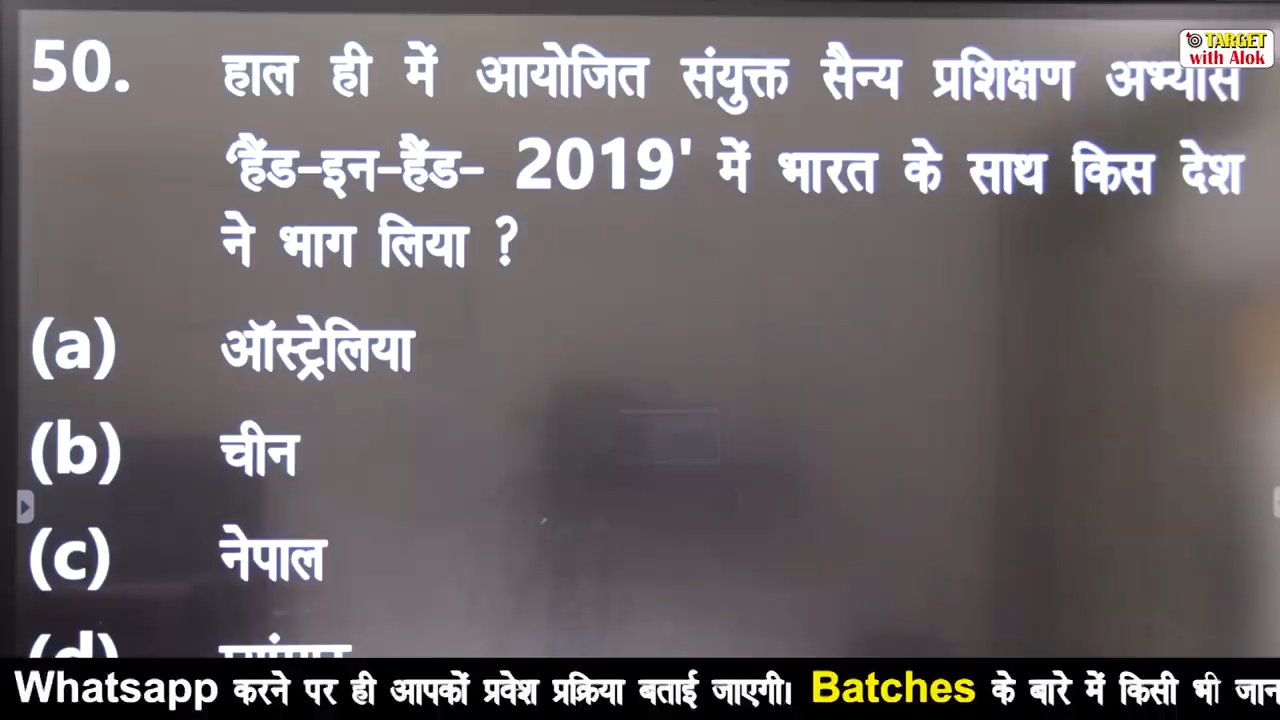 TARGET
with Alok
50. हाल ही में आयोजित संयुक्त सैन्य प्रशिक्षण अभ्यास
'हैंड-इन-हैंड- 2019' में भारत के साथ किस देश
ने भाग लिया ?
(a) ऑस्ट्रेलिया
(b) चीन
(c) नेपाल
(d)
Whatsapp करने पर ही आपकों प्रवेश प्रक्रिया बताई जाएगी। Batches के बारे में किसी भी